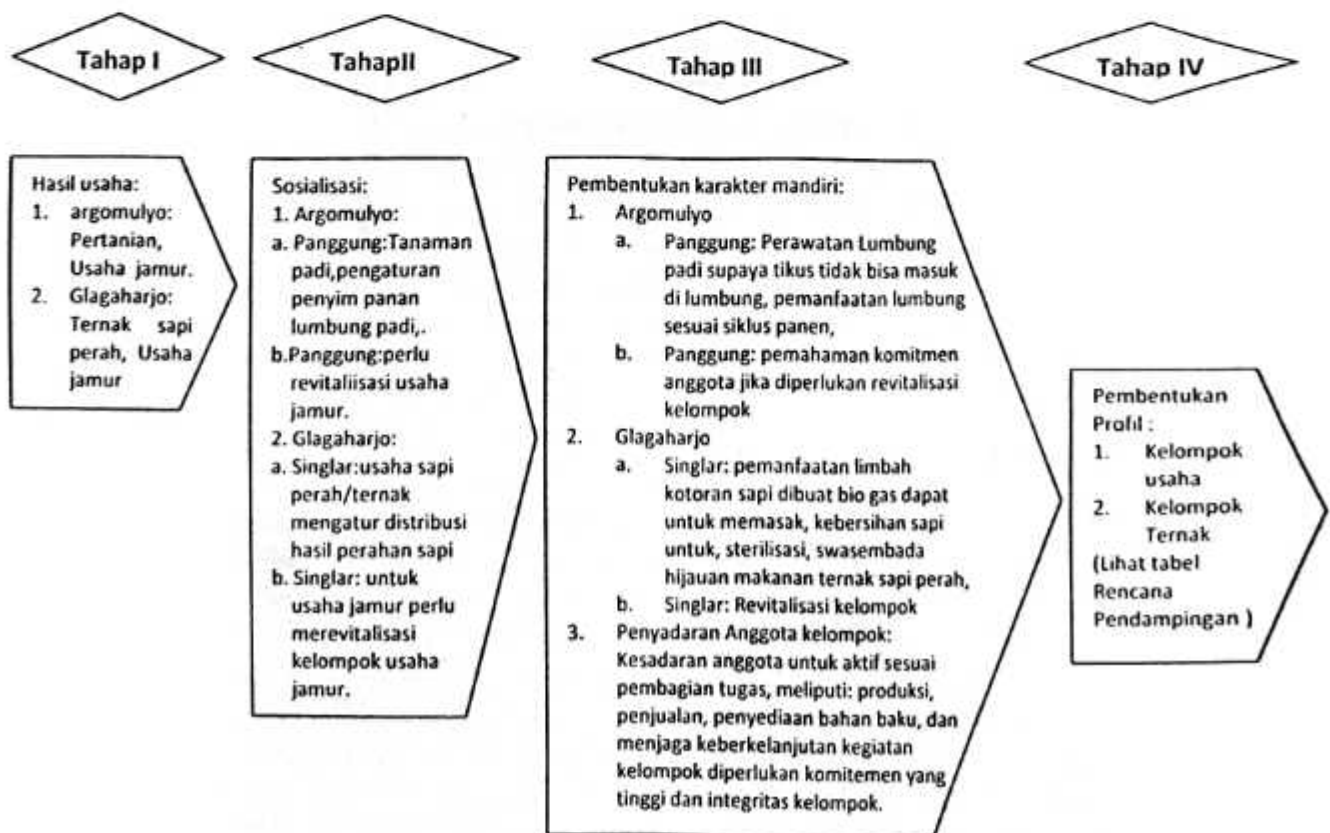 Tahap I
TahapII
Tahap III
Tahap IV
Hasil usaha:
1. argomulyo:
Pertanian,
Usaha jamur.
2. Glagaharjo:
Ternak sapi
perah, Usaha
jamur
Sosialisasi:
1. Argomulyo:
a. Panggung:Tanaman
padi,pengaturan
penyim panan
lumbung padi,.
b.Panggung:perlu
revitaliisasi usaha
jamur.
2. Glagaharjo:
a. Singlar:usaha sapi
perah/ternak
mengatur distribusi
hasil perahan sapi
b. Singlar: untuk
usaha jamur perlu
merevitalisasi
kelompok usaha
jamur.
Pembentukan karakter mandiri:
1. Argomulyo
a. Panggung: Perawatan Lumbung
padi supaya tikus tidak bisa masuk
di lumbung, pemanfaatan lumbung
sesuai siklus panen,
b. Panggung: pemahaman komitmen
anggota jika diperlukan revitalisasi
kelompok
2. Glagaharjo
a. Singlar: pemanfaatan limbah
kotoran sapi dibuat bio gas dapat
untuk memasak, kebersihan sapi
untuk, sterilisasi, swasembada
hijauan makanan ternak sapi perah,
b. Singlar: Revitalisasi kelompok
3. Penyadaran Anggota kelompok:
Kesadaran anggota untuk aktif sesuai
pembagian tugas, meliputi: produksi,
penjualan, penyediaan bahan baku, dan
menjaga keberkelanjutan kegiatan
kelompok diperlukan komitemen yang
tinggi dan integritas kelompok.
Pembentukan
Profil :
1. Kelompok
usaha
2. Kelompok
Ternak
(Lihat tabel
Rencana
Pendampingan )